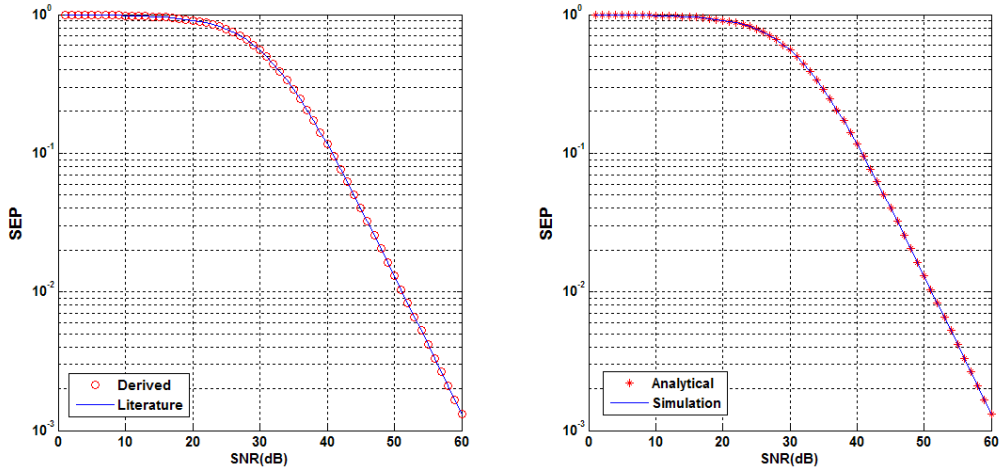 10^0
10^-1
10^-2
10^-3
SEP
0 10 20 30 40 50 60
SNR(dB)
Derived
Literature
10^0
10^-1
10^-2
10^-3
SEP
0 10 20 30 40 50 60
SNR(dB)
Analytical
Simulation